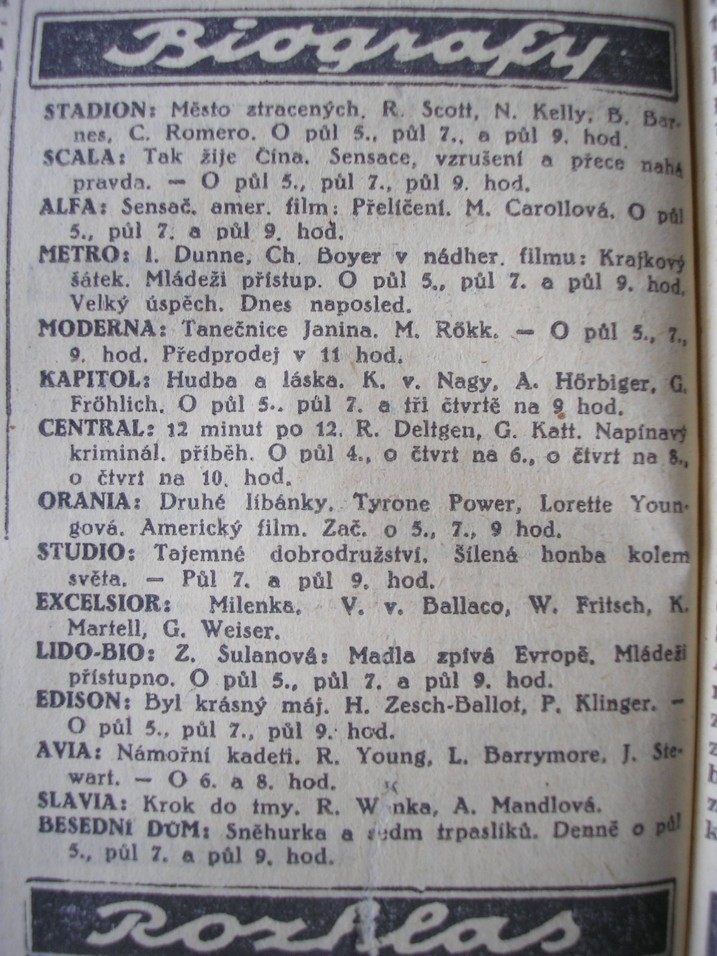 Biografy
STADION: Město ztracených. R. Scott, N. Kelly, B. Bar-
nes, C. Romero. O půl 5., půl 7., a půl 9. hod.
SCALA: Tak žije Čína. Sensace, vzrušení a přece nahá
pravda. — O půl 5., půl 7., půl 9. hod.
ALFA: Sensač. amer. film: Přelíčení. M. Carollová. O půl
5., půl 7. a půl 9. hod.
METRO: I. Dunne, Ch. Boyer v nádher. filmu: Krajkový
šátek. Mládeži přístup. O půl 5., půl 7. a půl 9. hod.
Velký úspěch. Dnes naposled.
MODERNA: Tanečnice Janina. M. Rökk. — O půl 5., 7.,
9. hod. Předprodej v 11 hod.
KAPITOL: Hudba a láska. K. v. Nagy, A. Hörbiger, G.
Fröhlich. O půl 5., půl 7. a tři čtvrtě na 9 hod.
CENTRAL: 12 minut po 12. R. Deltgen, G. Katt. Napínavý
kriminál. příběh. O půl 4., o čtvrt na 6., o čtvrt na 8.,
o čtvrt na 10. hod.
ORANIA: Druhé líbánky. Tyrone Power, Lorette Youn-
gová. Americký film. Zač. o 5., 7., 9 hod.
STUDIO: Tajemné dobrodružství. Šílená honba kolem
světa. — Půl 7. a půl 9. hod.
EXCELSIOR: Milenka. V. v. Ballaco, W. Fritsch, K.
Martell, G. Weiser.
LIDO-BIO: Z. Sulanová: Madla zpívá Evropě. Mládeži
přístupno. O půl 5., půl 7. a půl 9. hod.
EDISON: Byl krásný máj. H. Zesch-Ballot, P. Klinger. —
O půl 5., půl 7., půl 9. hod.
AVIA: Námořní kadeti. R. Young, L. Barrymore, J. Ste-
wart. — O 6. a 8. hod.
SLAVIA: Krok do tmy. R. W nka, A. Mandlová.
BESEDNÍ DŮM: Sněhurka a sedm trpaslíků. Denně o půl
5., půl 7. a půl 9. hod.
Rozhlas